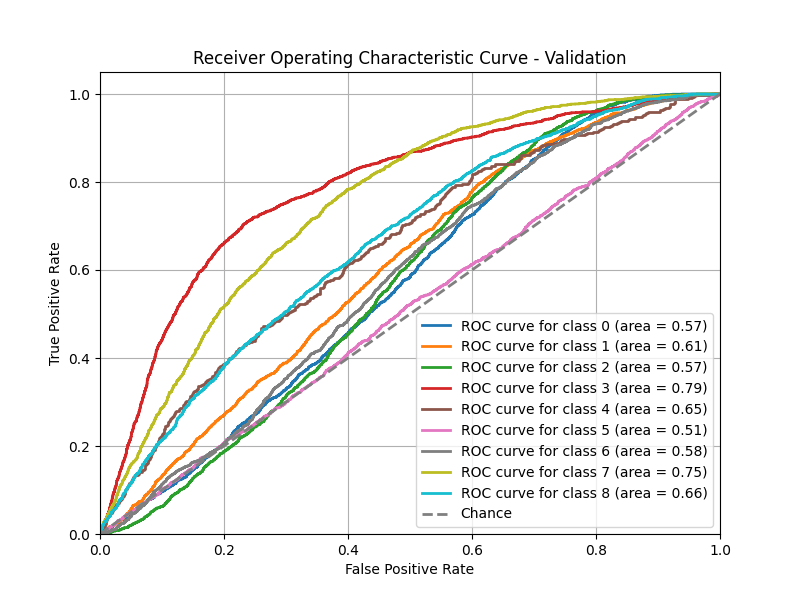 Receiver Operating Characteristic Curve - Validation
True Positive Rate
1.0
0.8
0.6
0.4
0.2
0.0
ROC curve for class 0 (area = 0.57)
ROC curve for class 1 (area = 0.61)
ROC curve for class 2 (area = 0.57)
ROC curve for class 3 (area = 0.79)
ROC curve for class 4 (area = 0.65)
ROC curve for class 5 (area = 0.51)
ROC curve for class 6 (area = 0.58)
ROC curve for class 7 (area = 0.75)
ROC curve for class 8 (area = 0.66)
Chance
0.0 0.2 0.4 0.6 0.8 1.0
False Positive Rate